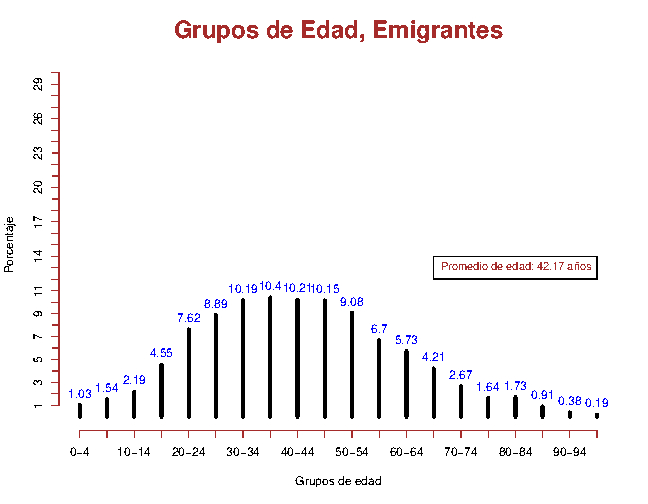 Grupos de Edad, Emigrantes
Porcentaje
29
26
23
20
17
14
11
9
7
5
3
1
Promedio de edad: 42.17 años
1.03 1.54 2.19 4.55 7.62 8.89 10.19 10.4 10.21 10.15 9.08 6.7 5.73 4.21 2.67 1.64 1.73 0.91 0.38 0.19
0−4 10−14 20−24 30−34 40−44 50−54 60−64 70−74 80−84 90−94
Grupos de edad